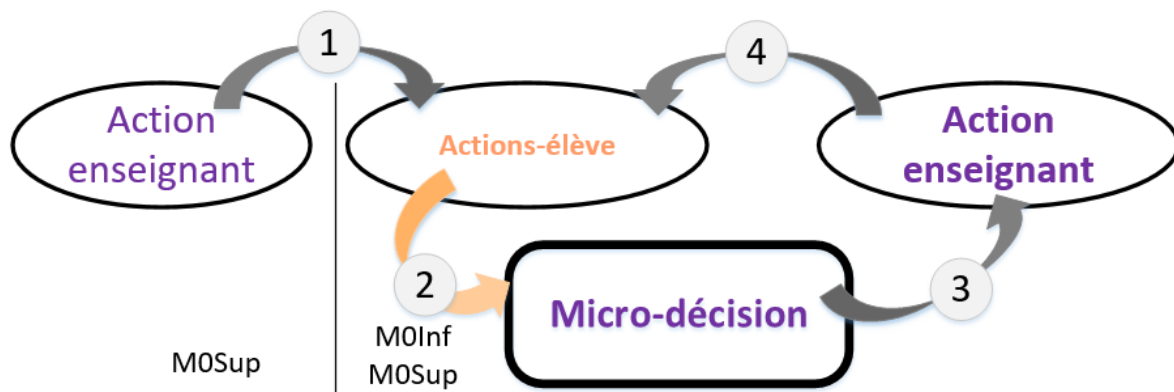 1
4
Action
enseignant
Actions-élève
Action
enseignant
2
3
Micro-décision
M0Sup
M0Inf
M0Sup